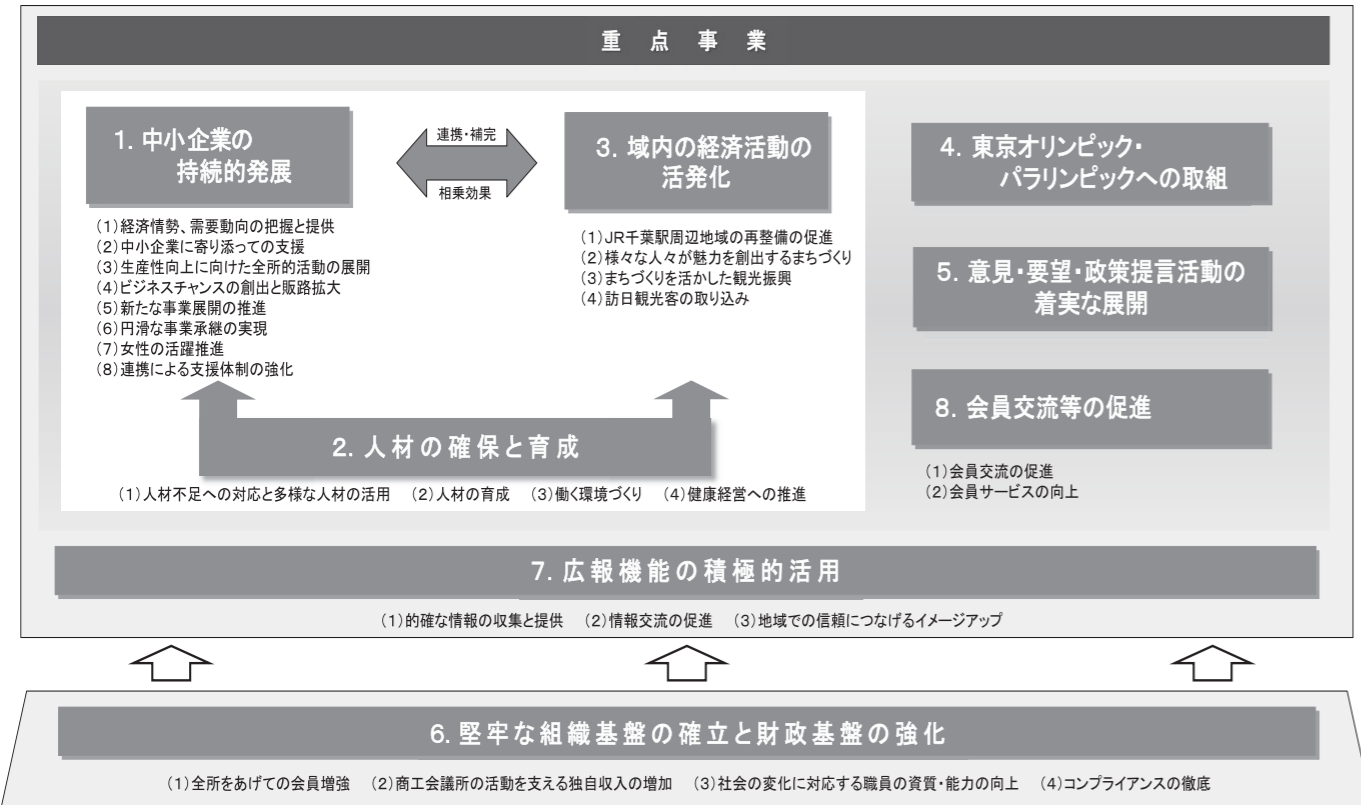 重点事業
1. 中小企業の
持続的発展
連携・補完
相乗効果
3. 域内の経済活動の
活発化
(1)経済情勢、需要動向の把握と提供
(2)中小企業に寄り添っての支援
(3)生産性向上に向けた全所的活動の展開
(4)ビジネスチャンスの創出と販路拡大
(5)新たな事業展開の推進
(6)円滑な事業承継の実現
(7)女性の活躍推進
(8)連携による支援体制の強化
(1)JR千葉駅周辺地域の再整備の促進
(2)様々な人々が魅力を創出するまちづくり
(3)まちづくりを活かした観光振興
(4)訪日観光客の取り込み
2. 人材の確保と育成
(1)人材不足への対応と多様な人材の活用 (2)人材の育成 (3)働く環境づくり (4)健康経営への推進
4. 東京オリンピック・
パラリンピックへの取組
5. 意見・要望・政策提言活動の
着実な展開
8. 会員交流等の促進
(1)会員交流の促進
(2)会員サービスの向上
7. 広報機能の積極的活用
(1)的確な情報の収集と提供 (2)情報交流の促進 (3)地域での信頼につなげるイメージアップ
6. 堅牢な組織基盤の確立と財政基盤の強化
(1)全所をあげての会員増強 (2)商工会議所の活動を支える独自収入の増加 (3)社会の変化に対応する職員の資質・能力の向上 (4)コンプライアンスの徹底